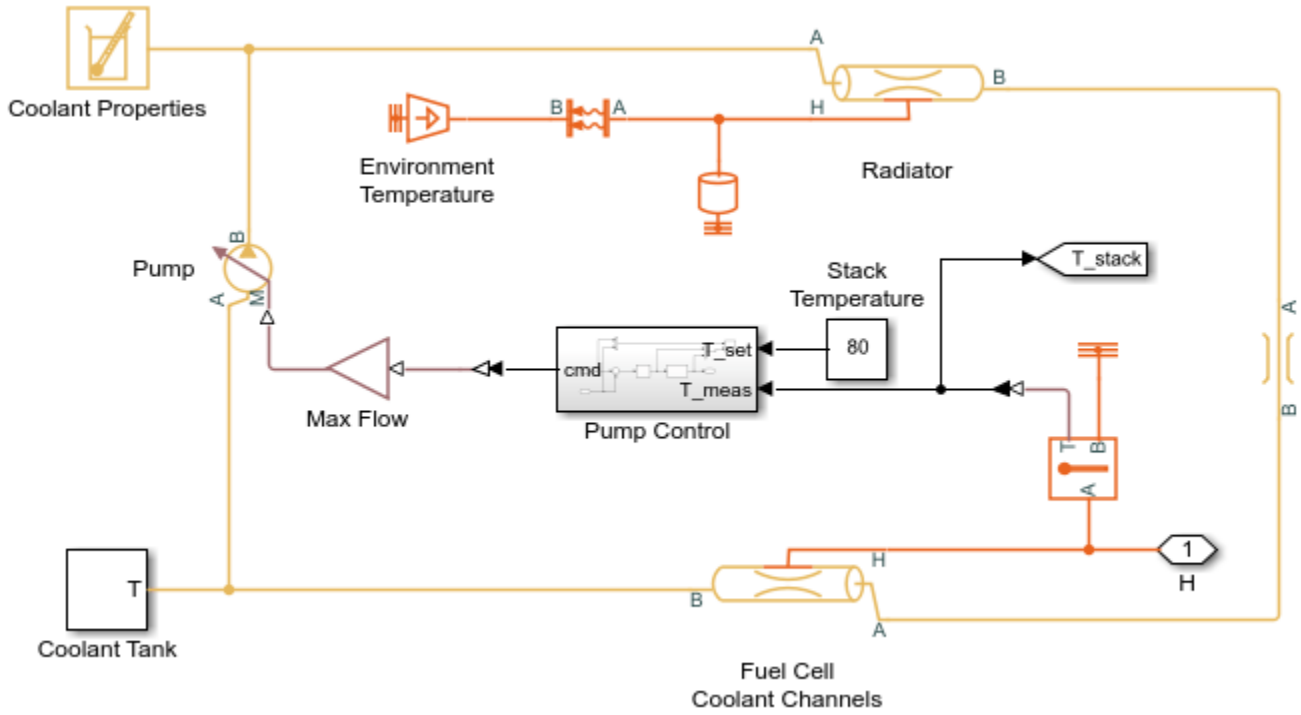 A
B
Coolant Properties
B
A
H
Environment
Temperature
Radiator
B
Pump
A
M
Stack
Temperature
T_stack
A
T_set
80
cmd
T_meas
B
Max Flow
Pump Control
T
B
A
T
H
1
H
B
A
Coolant Tank
Fuel Cell
Coolant Channels